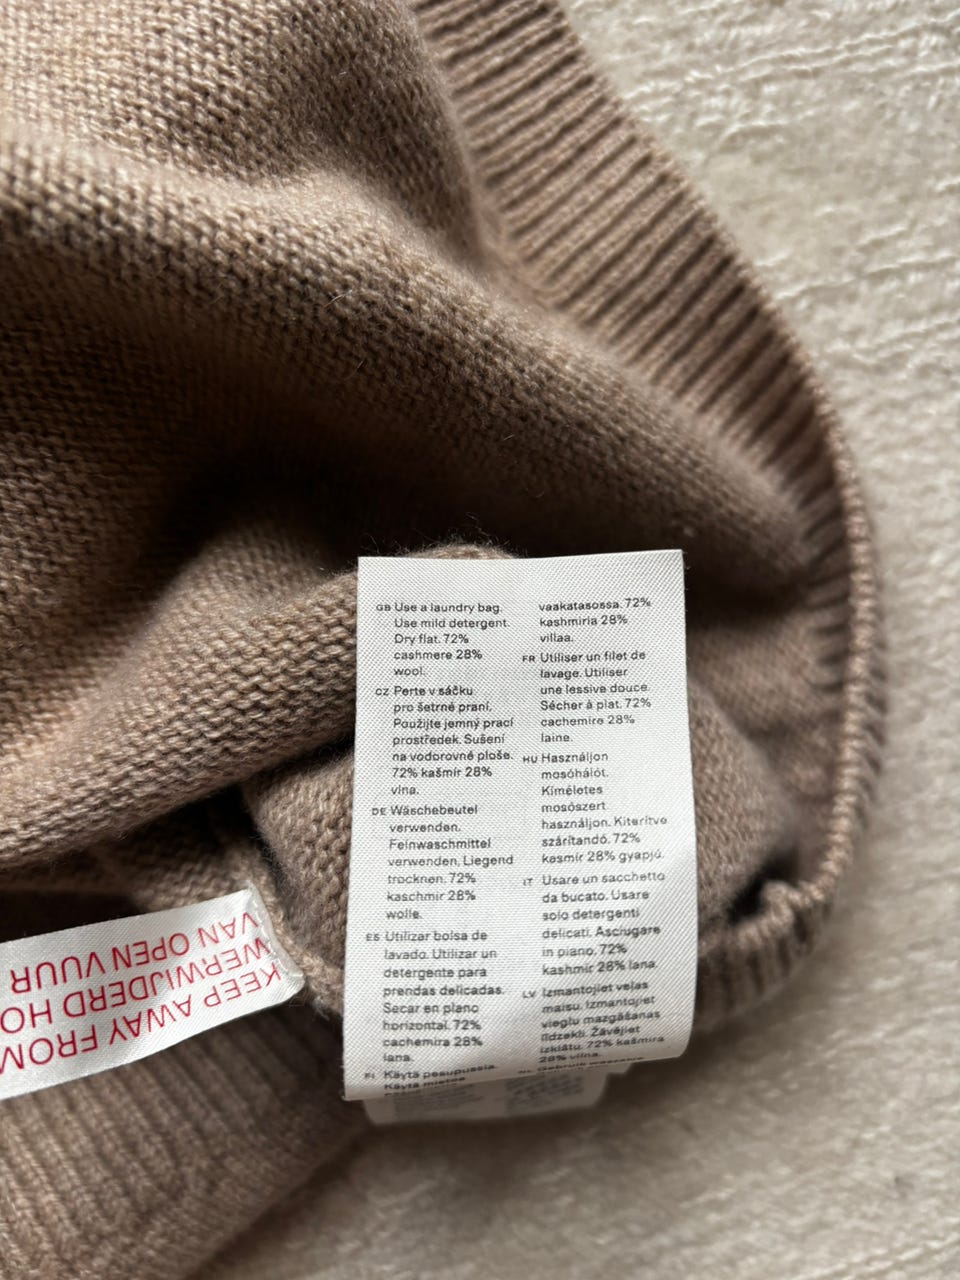 GB Use a laundry bag.
Use mild detergent.
Dry flat. 72%
cashmere 28%
wool.
CZ Perte v sáčku
pro šetrné praní.
Použijte jemný prací
prostředek. Sušení
na vodorovné ploše.
72% kašmír 28%
vlna.
DE Wäschebeutel
verwenden.
Feinwaschmittel
verwenden. Liegend
trocknen. 72%
kaschmir 28%
wolle.
ES Utilizar bolsa de
lavado. Utilizar un
detergente para
prendas delicadas.
Secar en plano
horizontal. 72%
cachemira 28%
lana.
FI Käytä pesupussia.
Käytä mietoa
vaakatasossa. 72%
kashmiria 28%
villaa.
FR Utiliser un filet de
lavage. Utiliser
une lessive douce.
Sécher à plat. 72%
cachemire 28%
laine.
HU Használjon
mosóhálót.
Kíméletes
mosószert
használjon. Kiterítve
szárítandó. 72%
kasmír 28% gyapjú.
IT Usare un sacchetto
da bucato. Usare
solo detergenti
delicati. Asciugare
in piano. 72%
kashmir 28% lana.
LV Izmantojiet veļas
maisu. Izmantojiet
vieglu mazgāšanas
līdzekli. Žāvējiet
izklātu. 72% kašmira
28% vilna.
NL Gebruik
KEEP AWAY FROM
VERWIJDERD HO
VAN OPEN VUUR